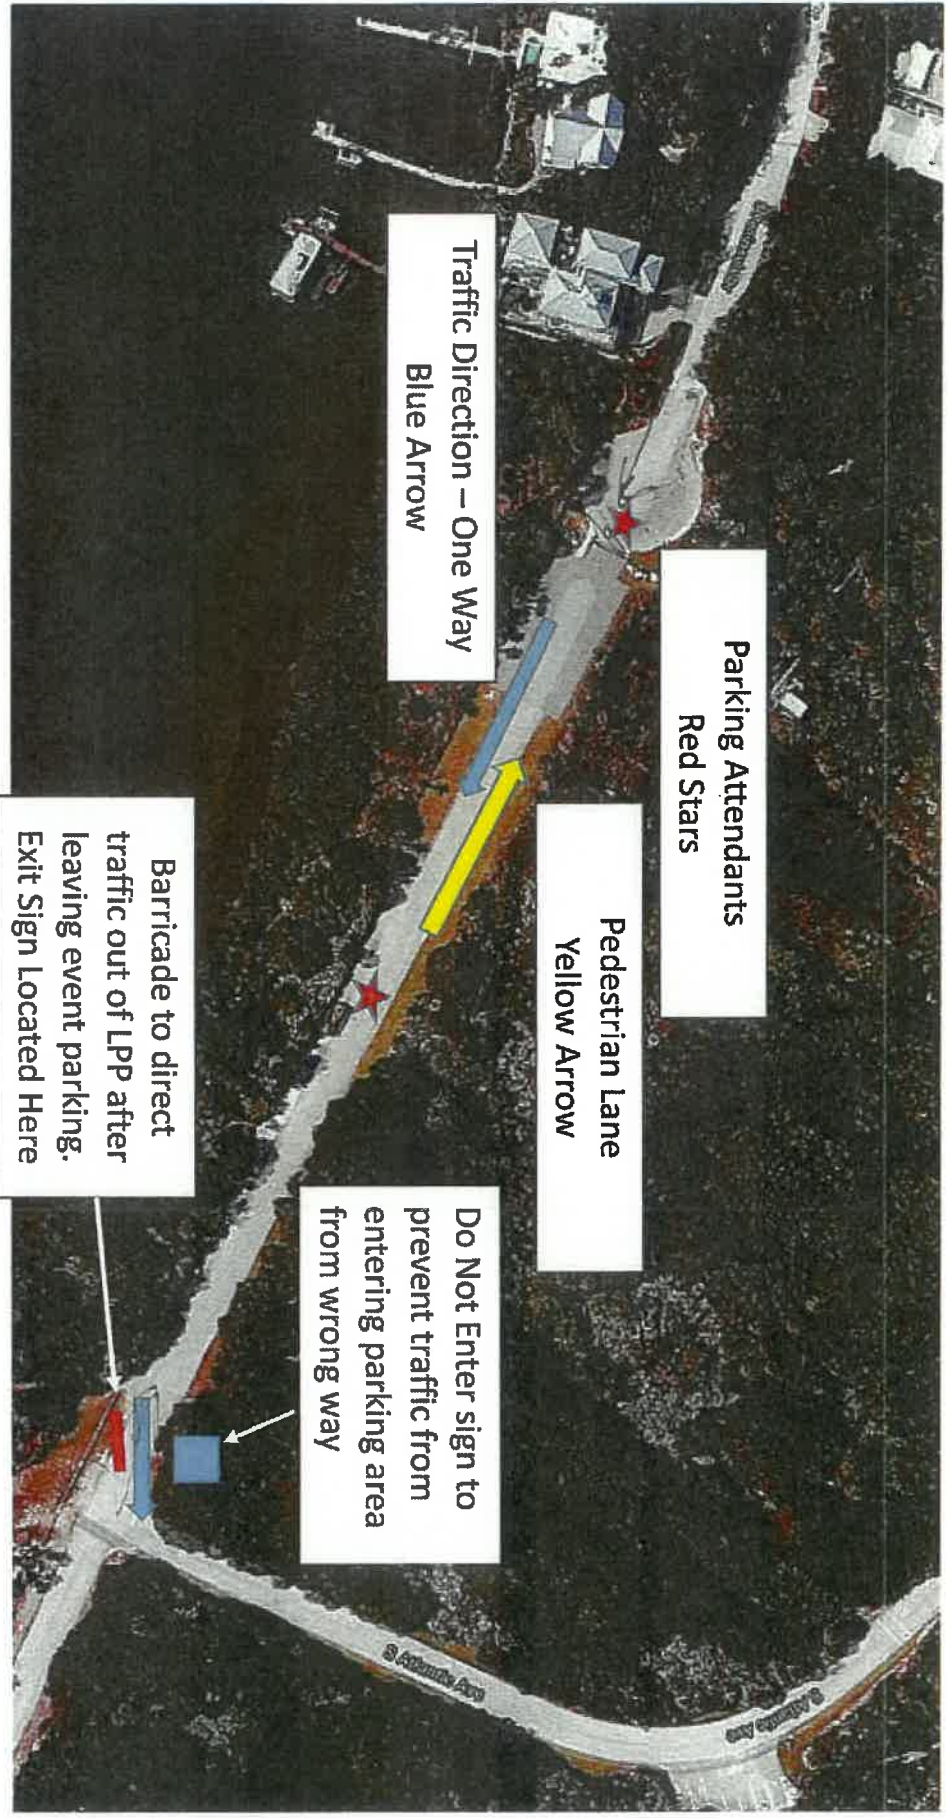 Parking Attendants
Red Stars
Pedestrian Lane
Yellow Arrow
Traffic Direction – One Way
Blue Arrow
Do Not Enter sign to
prevent traffic from
entering parking area
from wrong way
Barricade to direct
traffic out of LPP after
leaving event parking.
Exit Sign Located Here
S Atlantic Ave
S Atlantic Ave